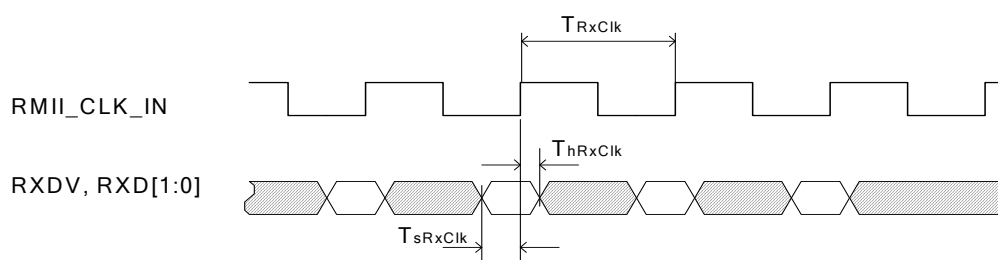 TRxClk
RMII_CLK_IN
ThRxClk
RXDV, RXD[1:0]
TsRxClk